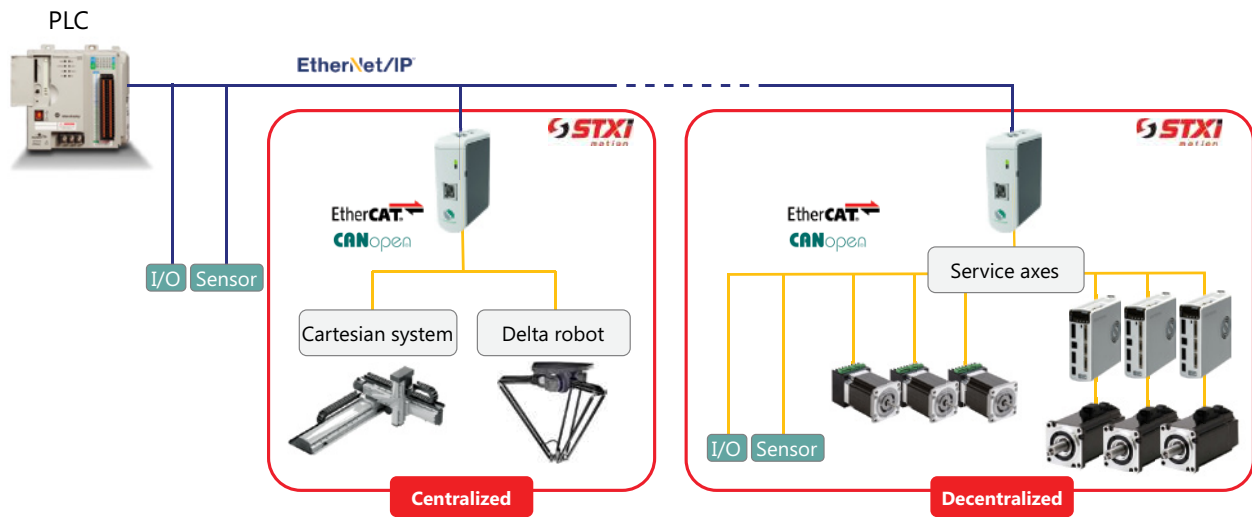 PLC
EtherNet/IP
STXI
motion
STXI
motion
EtherCAT
CANopen
EtherCAT
CANopen
I/O
Sensor
Service axes
Cartesian system
Delta robot
I/O
Sensor
Centralized
Decentralized